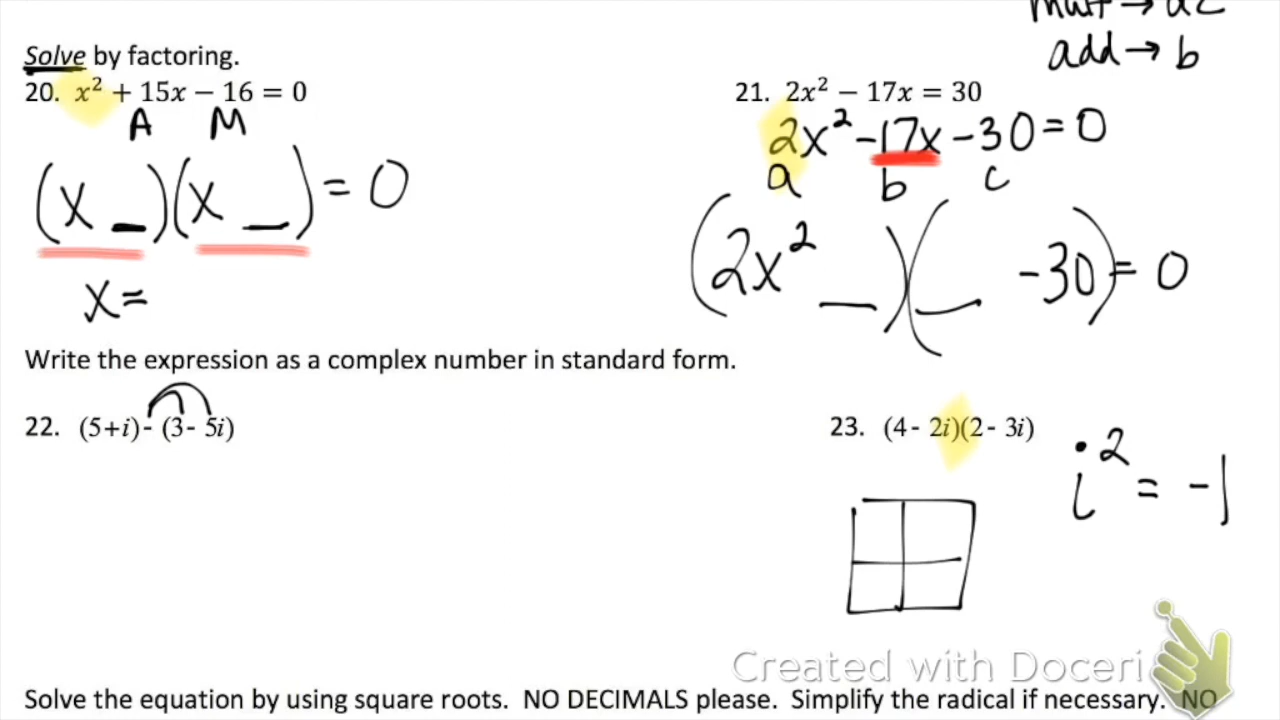 mult → ac
add → b
Solve by factoring.
20. x² + 15x − 16 = 0
A M
(x _)(x _) = 0
x =
21. 2x² − 17x = 30
2x² -17x -30 = 0
a b c
(2x² _)(_ -30) = 0
Write the expression as a complex number in standard form.
22. (5+i)- (3- 5i)
23. (4- 2i)(2- 3i)
i² = -1
Created with Doceri
Solve the equation by using square roots. NO DECIMALS please. Simplify the radical if necessary. NO